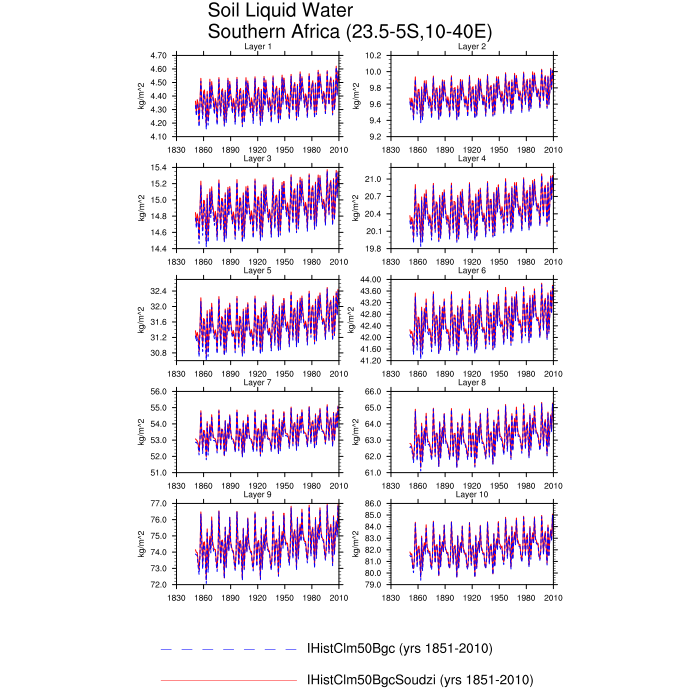 Soil Liquid Water
Southern Africa (23.5-5S,10-40E)
Layer 1
kg/m^2
4.70
4.60
4.50
4.40
4.30
4.20
4.10
1830 1860 1890 1920 1950 1980 2010
Layer 2
kg/m^2
10.2
10.0
9.8
9.6
9.4
9.2
1830 1860 1890 1920 1950 1980 2010
Layer 3
kg/m^2
15.4
15.2
15.0
14.8
14.6
14.4
1830 1860 1890 1920 1950 1980 2010
Layer 4
kg/m^2
21.0
20.7
20.4
20.1
19.8
1830 1860 1890 1920 1950 1980 2010
Layer 5
kg/m^2
32.4
32.0
31.6
31.2
30.8
1830 1860 1890 1920 1950 1980 2010
Layer 6
kg/m^2
44.00
43.60
43.20
42.80
42.40
42.00
41.60
41.20
1830 1860 1890 1920 1950 1980 2010
Layer 7
kg/m^2
56.0
55.0
54.0
53.0
52.0
51.0
1830 1860 1890 1920 1950 1980 2010
Layer 8
kg/m^2
66.0
65.0
64.0
63.0
62.0
61.0
1830 1860 1890 1920 1950 1980 2010
Layer 9
kg/m^2
77.0
76.0
75.0
74.0
73.0
72.0
1830 1860 1890 1920 1950 1980 2010
Layer 10
kg/m^2
86.0
85.0
84.0
83.0
82.0
81.0
80.0
79.0
1830 1860 1890 1920 1950 1980 2010
IHistClm50Bgc (yrs 1851-2010)
IHistClm50BgcSoudzi (yrs 1851-2010)